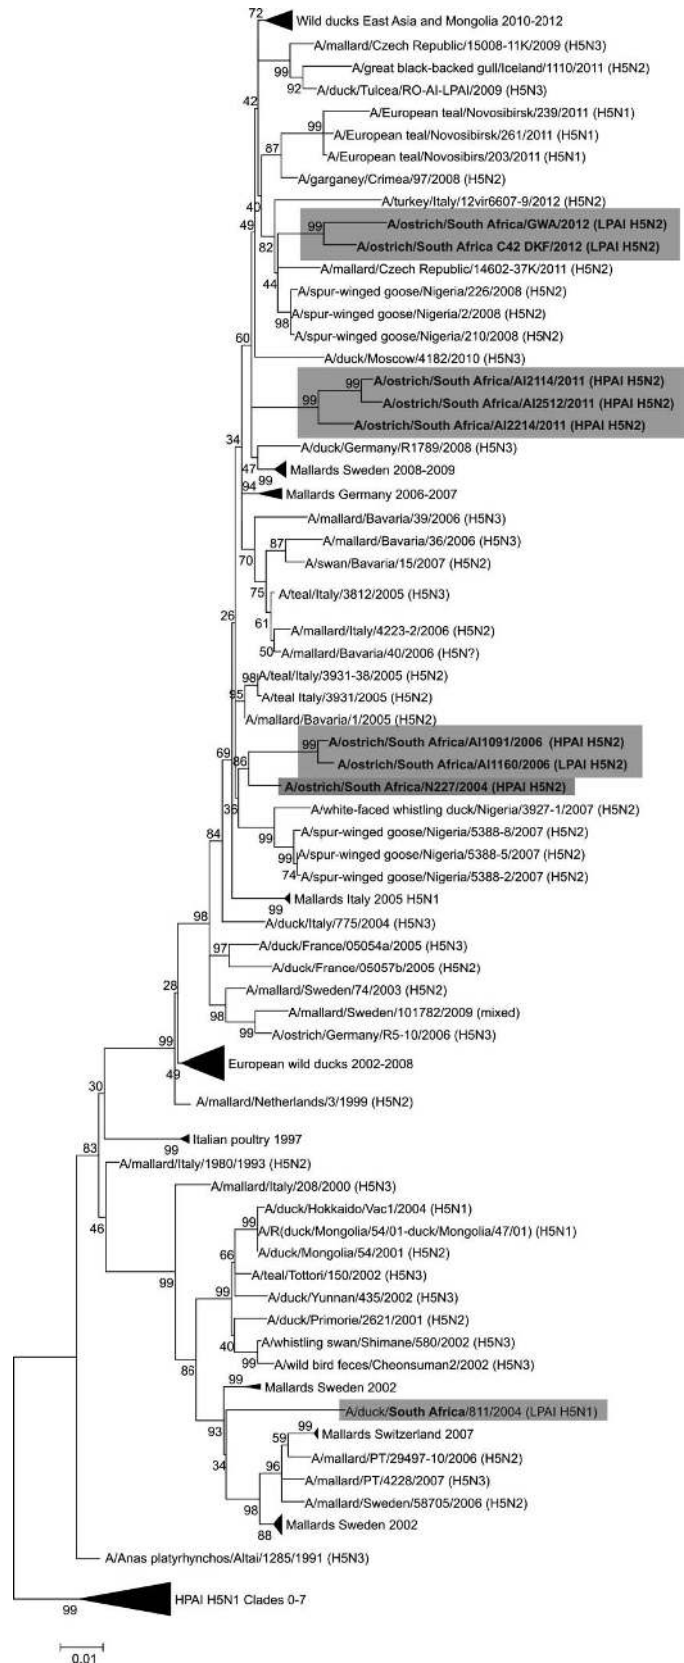 72
Wild ducks East Asia and Mongolia 2010-2012
A/mallard/Czech Republic/15008-11K/2009 (H5N3)
99
A/great black-backed gull/Iceland/1110/2011 (H5N2)
92
A/duck/Tulcea/RO-AI-LPAI/2009 (H5N3)
42
A/European teal/Novosibirsk/239/2011 (H5N1)
99
A/European teal/Novosibirsk/261/2011 (H5N1)
87
A/European teal/Novosibirs/203/2011 (H5N1)
A/garganey/Crimea/97/2008 (H5N2)
A/turkey/Italy/12vir6607-9/2012 (H5N2)
40
49
99
A/ostrich/South Africa/GWA/2012 (LPAI H5N2)
82
A/ostrich/South Africa C42 DKF/2012 (LPAI H5N2)
A/mallard/Czech Republic/14602-37K/2011 (H5N2)
44
A/spur-winged goose/Nigeria/226/2008 (H5N2)
A/spur-winged goose/Nigeria/2/2008 (H5N2)
98
A/spur-winged goose/Nigeria/210/2008 (H5N2)
60
A/duck/Moscow/4182/2010 (H5N3)
99
A/ostrich/South Africa/AI2114/2011 (HPAI H5N2)
99
A/ostrich/South Africa/AI2512/2011 (HPAI H5N2)
A/ostrich/South Africa/AI2214/2011 (HPAI H5N2)
34
A/duck/Germany/R1789/2008 (H5N3)
47
Mallards Sweden 2008-2009
99
94
Mallards Germany 2006-2007
A/mallard/Bavaria/39/2006 (H5N3)
87
A/mallard/Bavaria/36/2006 (H5N3)
70
A/swan/Bavaria/15/2007 (H5N2)
75
A/teal/Italy/3812/2005 (H5N3)
26
61
A/mallard/Italy/4223-2/2006 (H5N2)
50
A/mallard/Bavaria/40/2006 (H5N?)
98
A/teal/Italy/3931-38/2005 (H5N2)
95
A/teal Italy/3931/2005 (H5N2)
A/mallard/Bavaria/1/2005 (H5N2)
69
99
A/ostrich/South Africa/AI1091/2006 (HPAI H5N2)
86
A/ostrich/South Africa/AI1160/2006 (LPAI H5N2)
A/ostrich/South Africa/N227/2004 (HPAI H5N2)
36
A/white-faced whistling duck/Nigeria/3927-1/2007 (H5N2)
84
99
A/spur-winged goose/Nigeria/5388-8/2007 (H5N2)
99
A/spur-winged goose/Nigeria/5388-5/2007 (H5N2)
74
A/spur-winged goose/Nigeria/5388-2/2007 (H5N2)
Mallards Italy 2005 H5N1
99
98
A/duck/Italy/775/2004 (H5N3)
97
A/duck/France/05054a/2005 (H5N3)
A/duck/France/05057b/2005 (H5N2)
28
A/mallard/Sweden/74/2003 (H5N2)
98
A/mallard/Sweden/101782/2009 (mixed)
99
A/ostrich/Germany/R5-10/2006 (H5N3)
99
European wild ducks 2002-2008
49
30
A/mallard/Netherlands/3/1999 (H5N2)
Italian poultry 1997
83
99
A/mallard/Italy/1980/1993 (H5N2)
A/mallard/Italy/208/2000 (H5N3)
46
A/duck/Hokkaido/Vac1/2004 (H5N1)
99
A/R(duck/Mongolia/54/01-duck/Mongolia/47/01) (H5N1)
66
A/duck/Mongolia/54/2001 (H5N2)
99
A/teal/Tottori/150/2002 (H5N3)
99
A/duck/Yunnan/435/2002 (H5N3)
A/duck/Primorie/2621/2001 (H5N2)
40
A/whistling swan/Shimane/580/2002 (H5N3)
86
99
A/wild bird feces/Cheonsuman2/2002 (H5N3)
99
Mallards Sweden 2002
A/duck/South Africa/811/2004 (LPAI H5N1)
93
99
Mallards Switzerland 2007
59
34
A/mallard/PT/29497-10/2006 (H5N2)
96
A/mallard/PT/4228/2007 (H5N3)
98
A/mallard/Sweden/58705/2006 (H5N2)
Mallards Sweden 2002
88
A/Anas platyrhynchos/Altai/1285/1991 (H5N3)
HPAI H5N1 Clades 0-7
99
0.01